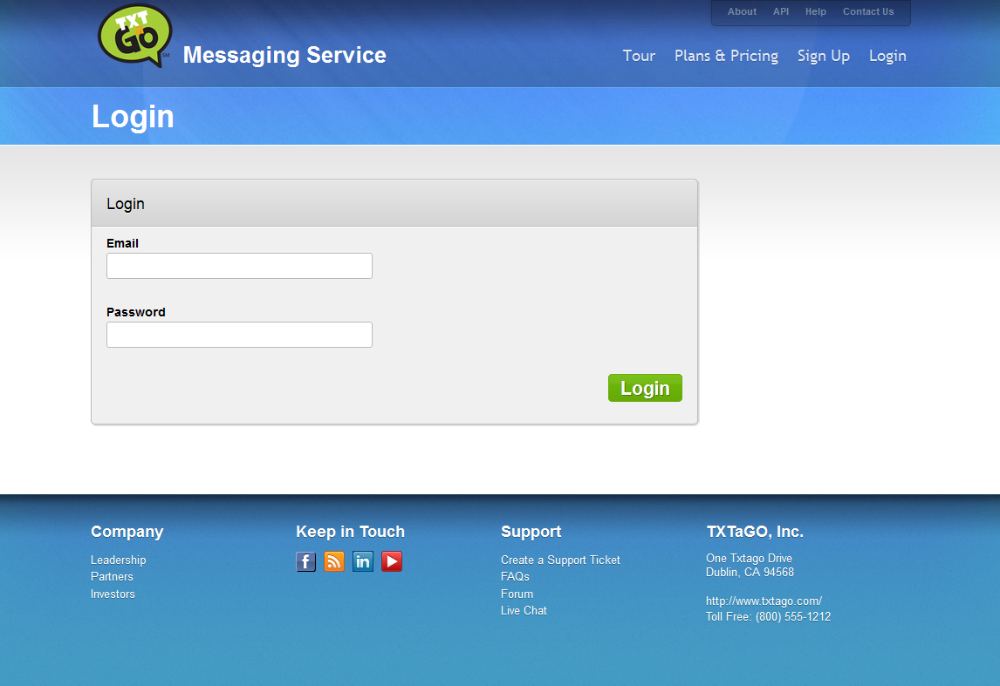 About API Help Contact Us
TXT
GO
SM
Messaging Service
Tour Plans & Pricing Sign Up Login
Login
Login
Email
Password
Login
Company
Leadership
Partners
Investors
Keep in Touch
f in
Support
Create a Support Ticket
FAQs
Forum
Live Chat
TXTaGO, Inc.
One Txtago Drive
Dublin, CA 94568
http://www.txtago.com/
Toll Free: (800) 555-1212